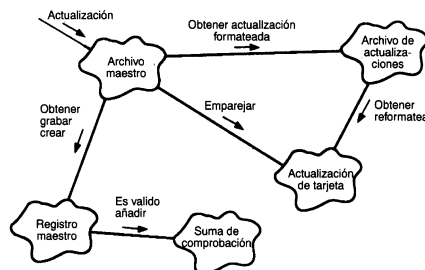 Actualización
Obtener actualización
formateada
Archivo
maestro
Archivo de
actualiza-
ciones
Obtener
grabar
crear
Emparejar
Obtener
reformatea
Actualización
de tarjeta
Registro
maestro
Es valido
añadir
Suma de
comprobación